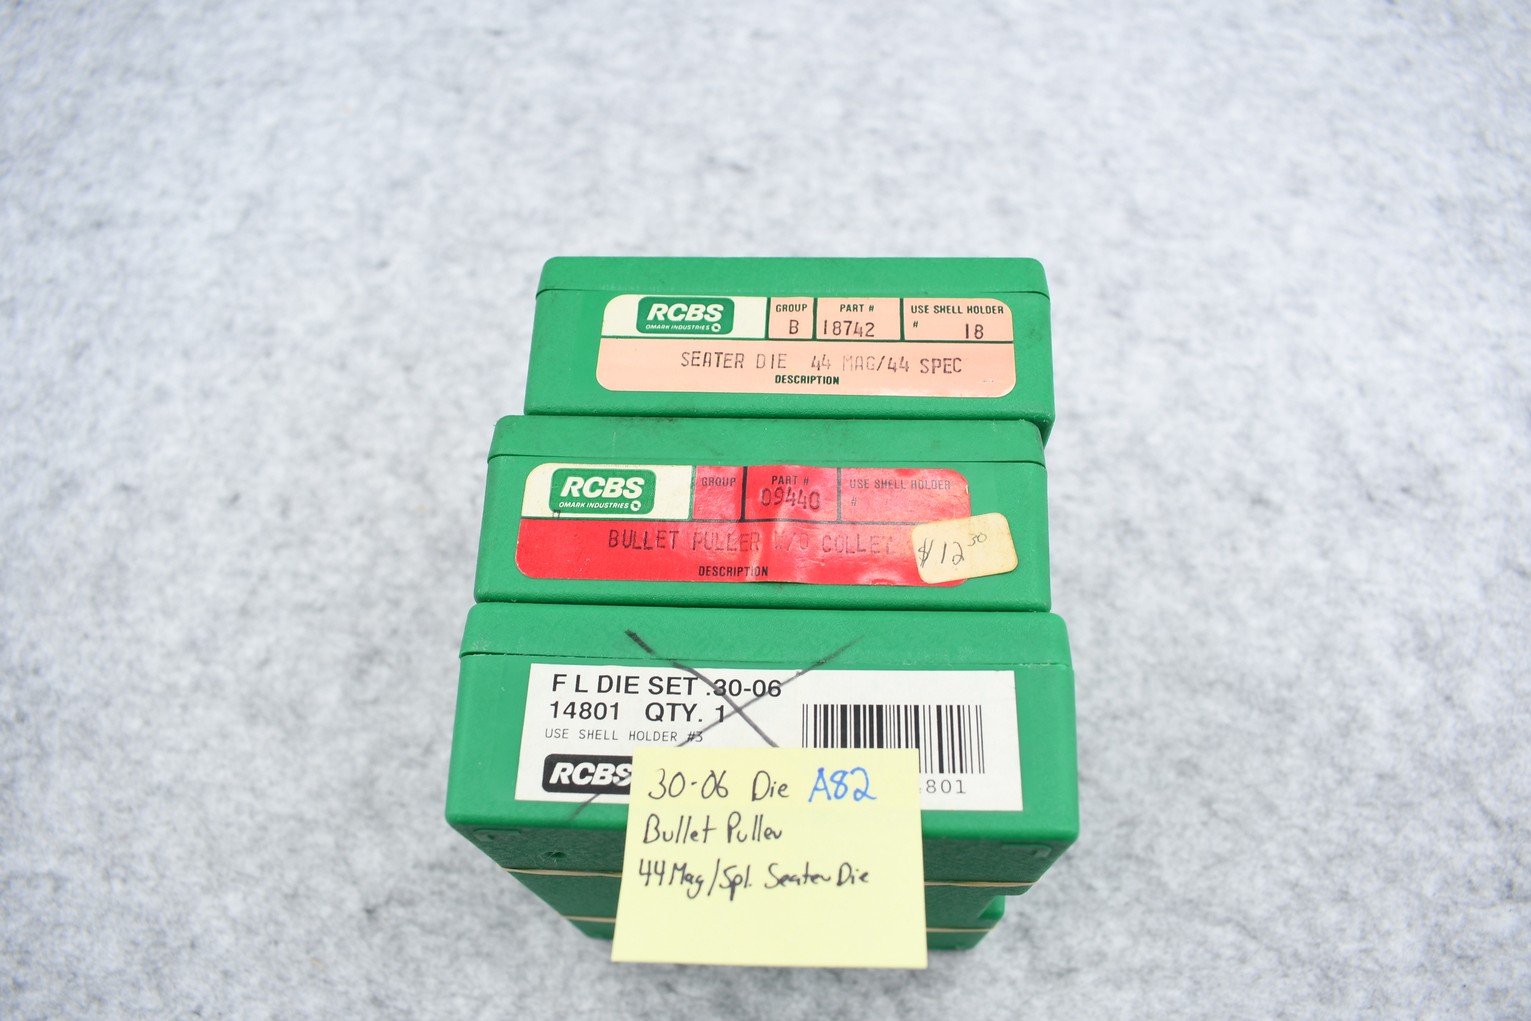 RCBS
OMARK INDUSTRIES
GROUP
B
PART #
18742
USE SHELL HOLDER
# 18
SEATER DIE 44 MAG/44 SPEC
DESCRIPTION
RCBS
OMARK INDUSTRIES
GROUP
PART #
09440
USE SHELL HOLDER
#
BULLET PULLER W/O COLLET
DESCRIPTION
$12.30
F L DIE SET .30-06
14801 QTY. 1
USE SHELL HOLDER #3
RCBS
801
30-06 Die A82
Bullet Puller
44 Mag/Spl. Seater Die